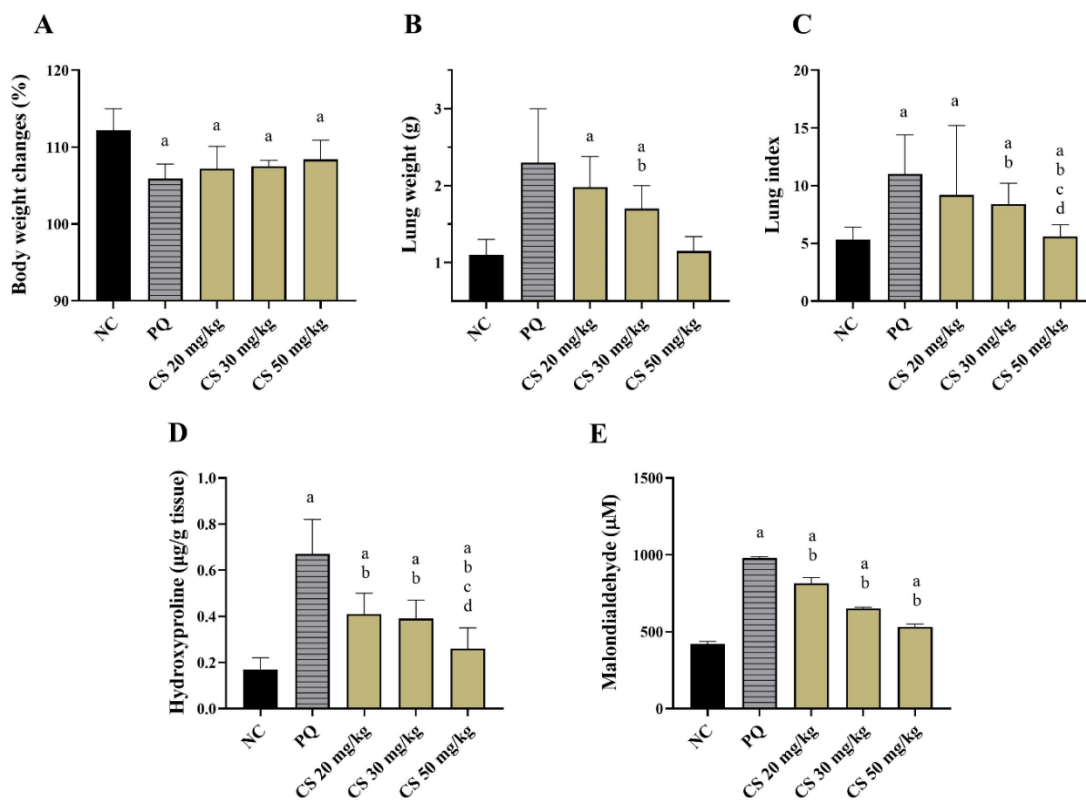 A
Body weight changes (%)
120
110
100
90
a
a
a
a
NC
PQ
CS 20 mg/kg
CS 30 mg/kg
CS 50 mg/kg
B
Lung weight (g)
3
2
1
a
a
b
NC
PQ
CS 20 mg/kg
CS 30 mg/kg
CS 50 mg/kg
C
Lung index
20
15
10
5
0
a
a
a
b
a
b
c
d
NC
PQ
CS 20 mg/kg
CS 30 mg/kg
CS 50 mg/kg
D
Hydroxyproline (µg/g tissue)
1.0
0.8
0.6
0.4
0.2
0.0
a
a
b
a
b
a
b
c
d
NC
PQ
CS 20 mg/kg
CS 30 mg/kg
CS 50 mg/kg
E
Malondialdehyde (µM)
1500
1000
500
0
a
a
b
a
b
a
b
NC
PQ
CS 20 mg/kg
CS 30 mg/kg
CS 50 mg/kg